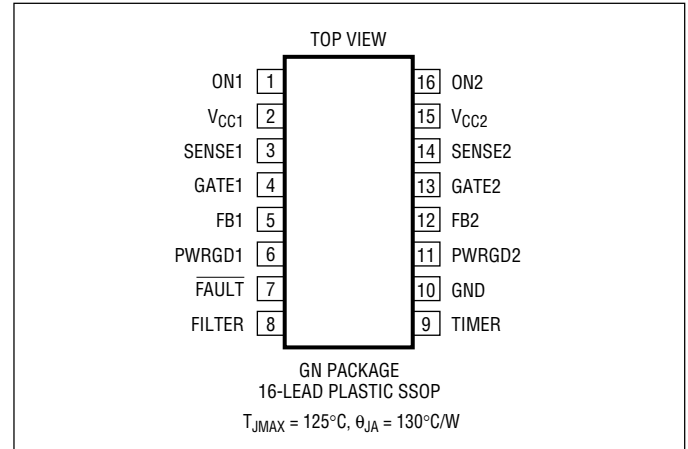 TOP VIEW
ON1 1 16 ON2
VCC1 2 15 VCC2
SENSE1 3 14 SENSE2
GATE1 4 13 GATE2
FB1 5 12 FB2
PWRGD1 6 11 PWRGD2
FAULT 7 10 GND
FILTER 8 9 TIMER
GN PACKAGE
16-LEAD PLASTIC SSOP
TJMAX = 125°C, θJA = 130°C/W